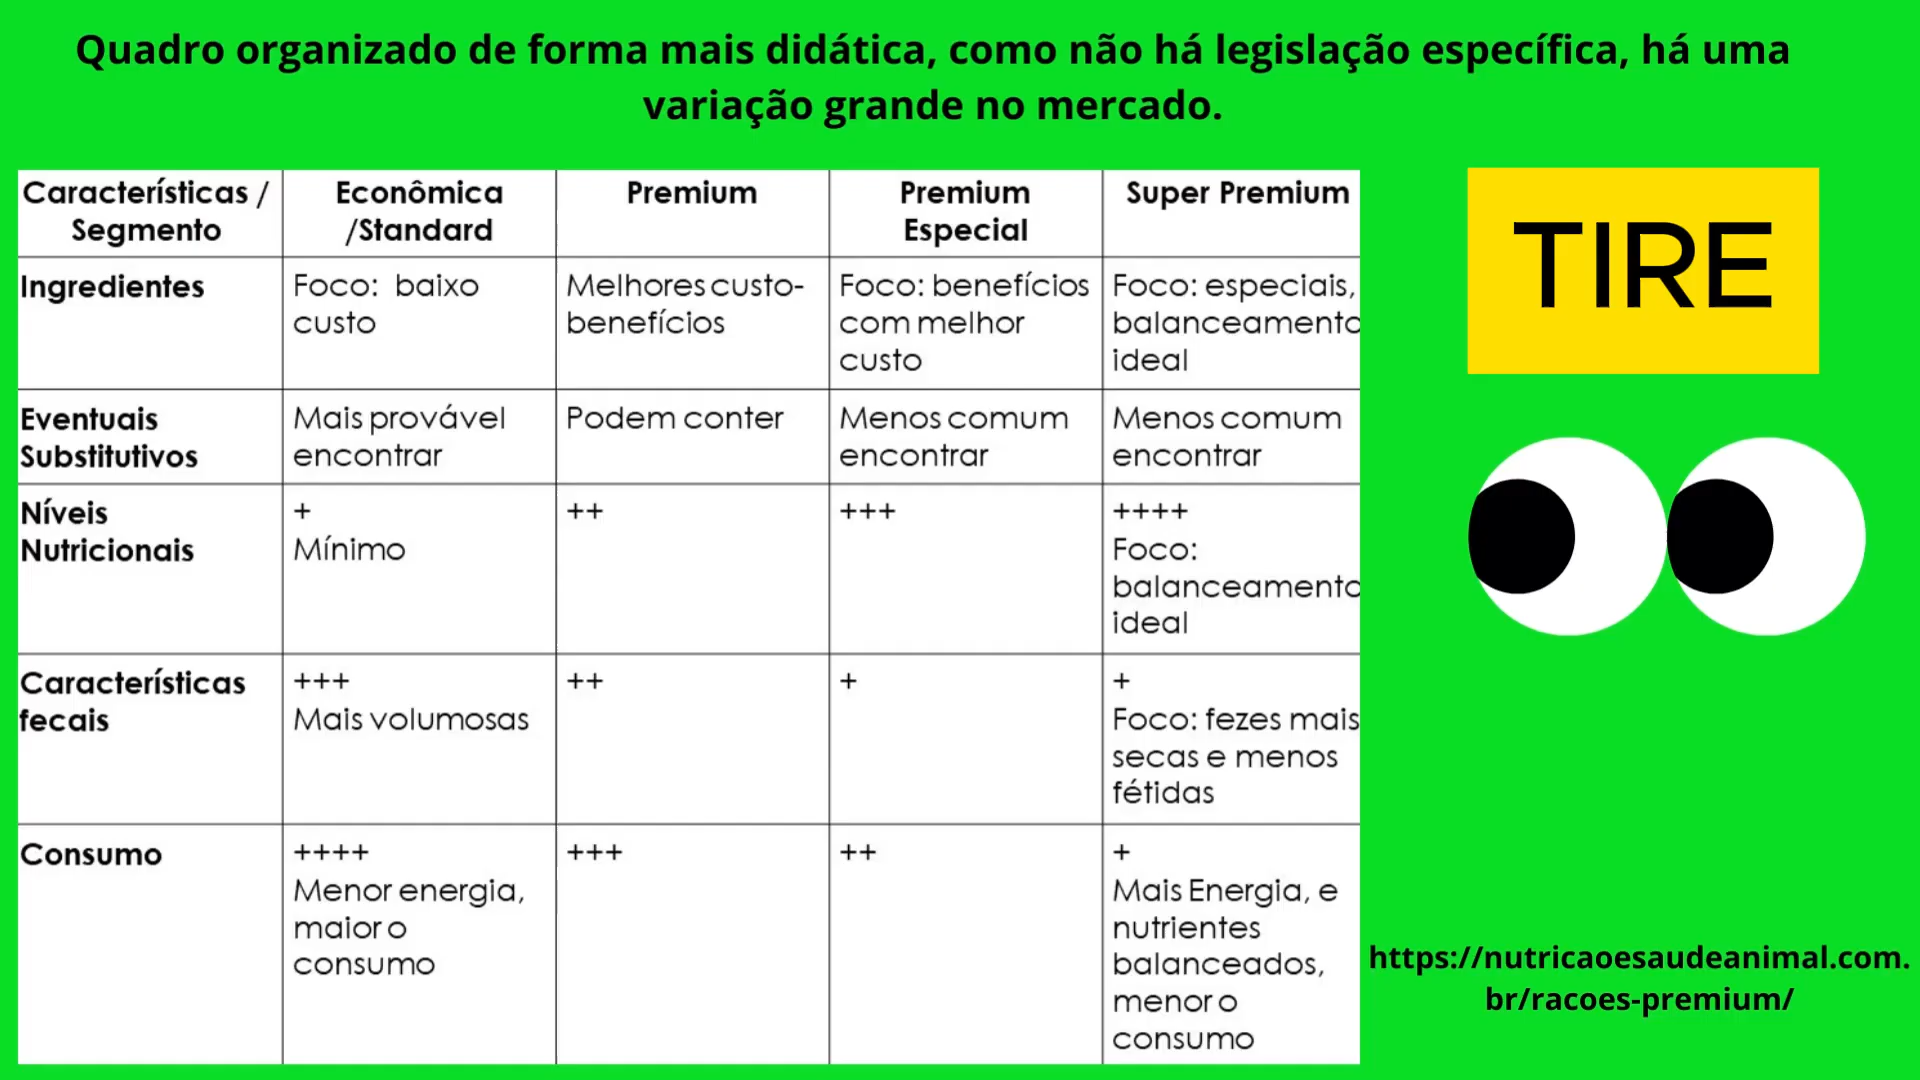 Quadro organizado de forma mais didática, como não há legislação específica, há uma
variação grande no mercado.
Características /
Segmento
Econômica
/Standard
Premium
Premium
Especial
Super Premium
Ingredientes
Foco: baixo
custo
Melhores custo-
benefícios
Foco: benefícios
com melhor
custo
Foco: especiais,
balanceamento
ideal
Eventuais
Substitutivos
Mais provável
encontrar
Podem conter
Menos comum
encontrar
Menos comum
encontrar
Níveis
Nutricionais
+
Mínimo
++
+++
++++
Foco:
balanceamento
ideal
Características
fecais
+++
Mais volumosas
++
+
+
Foco: fezes mais
secas e menos
fétidas
Consumo
++++
Menor energia,
maior o
consumo
+++
++
+
Mais Energia, e
nutrientes
balanceados,
menor o
consumo
TIRE
https://nutricaoesaudeanimal.com.
br/racoes-premium/